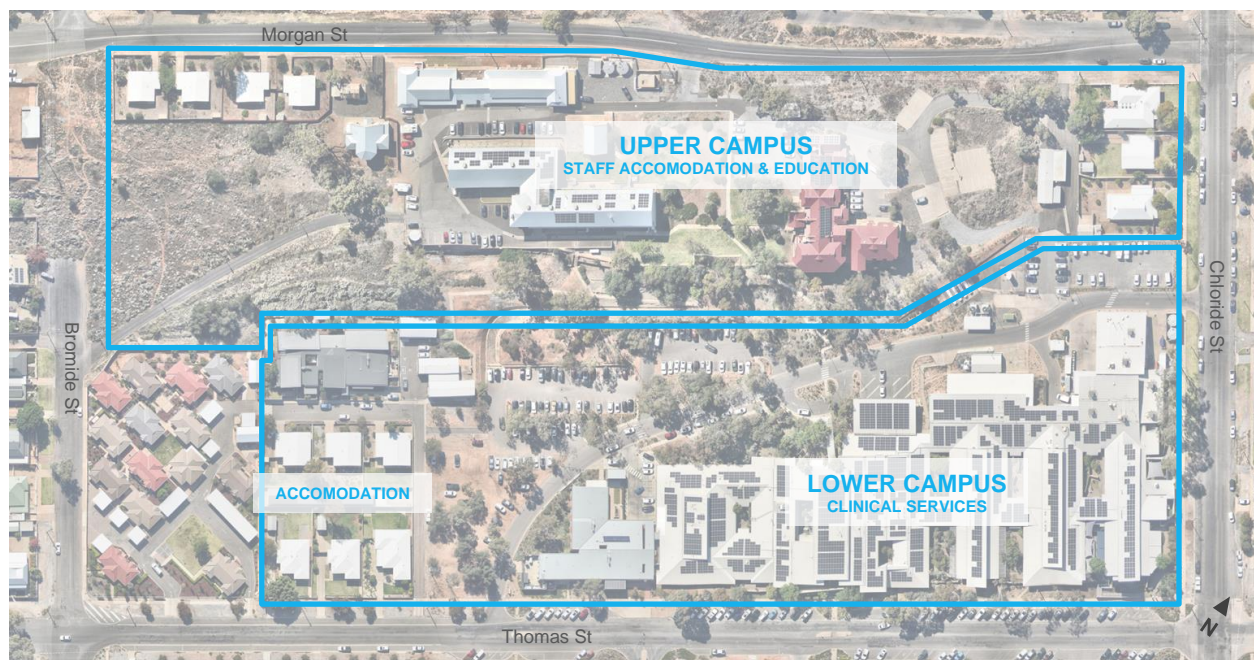 Morgan St
UPPER CAMPUS
STAFF ACCOMODATION & EDUCATION
Chloride St
Bromide St
ACCOMODATION
LOWER CAMPUS
CLINICAL SERVICES
Thomas St
N